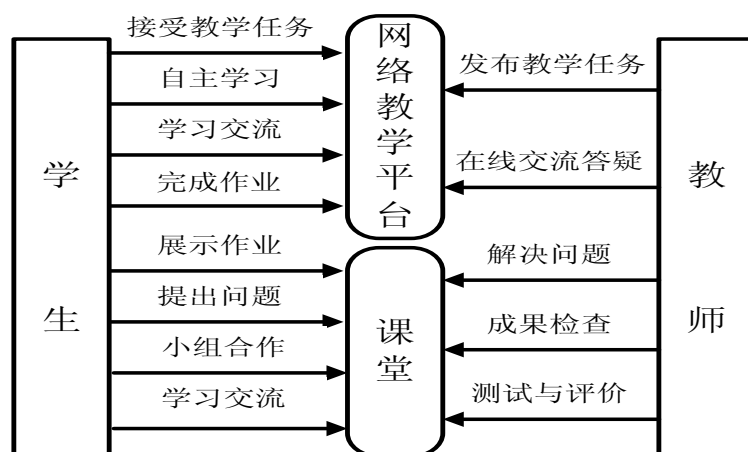 学生
接受教学任务
自主学习
学习交流
完成作业
展示作业
提出问题
小组合作
学习交流
网络教学平台
课堂
发布教学任务
在线交流答疑
解决问题
成果检查
测试与评价
教师